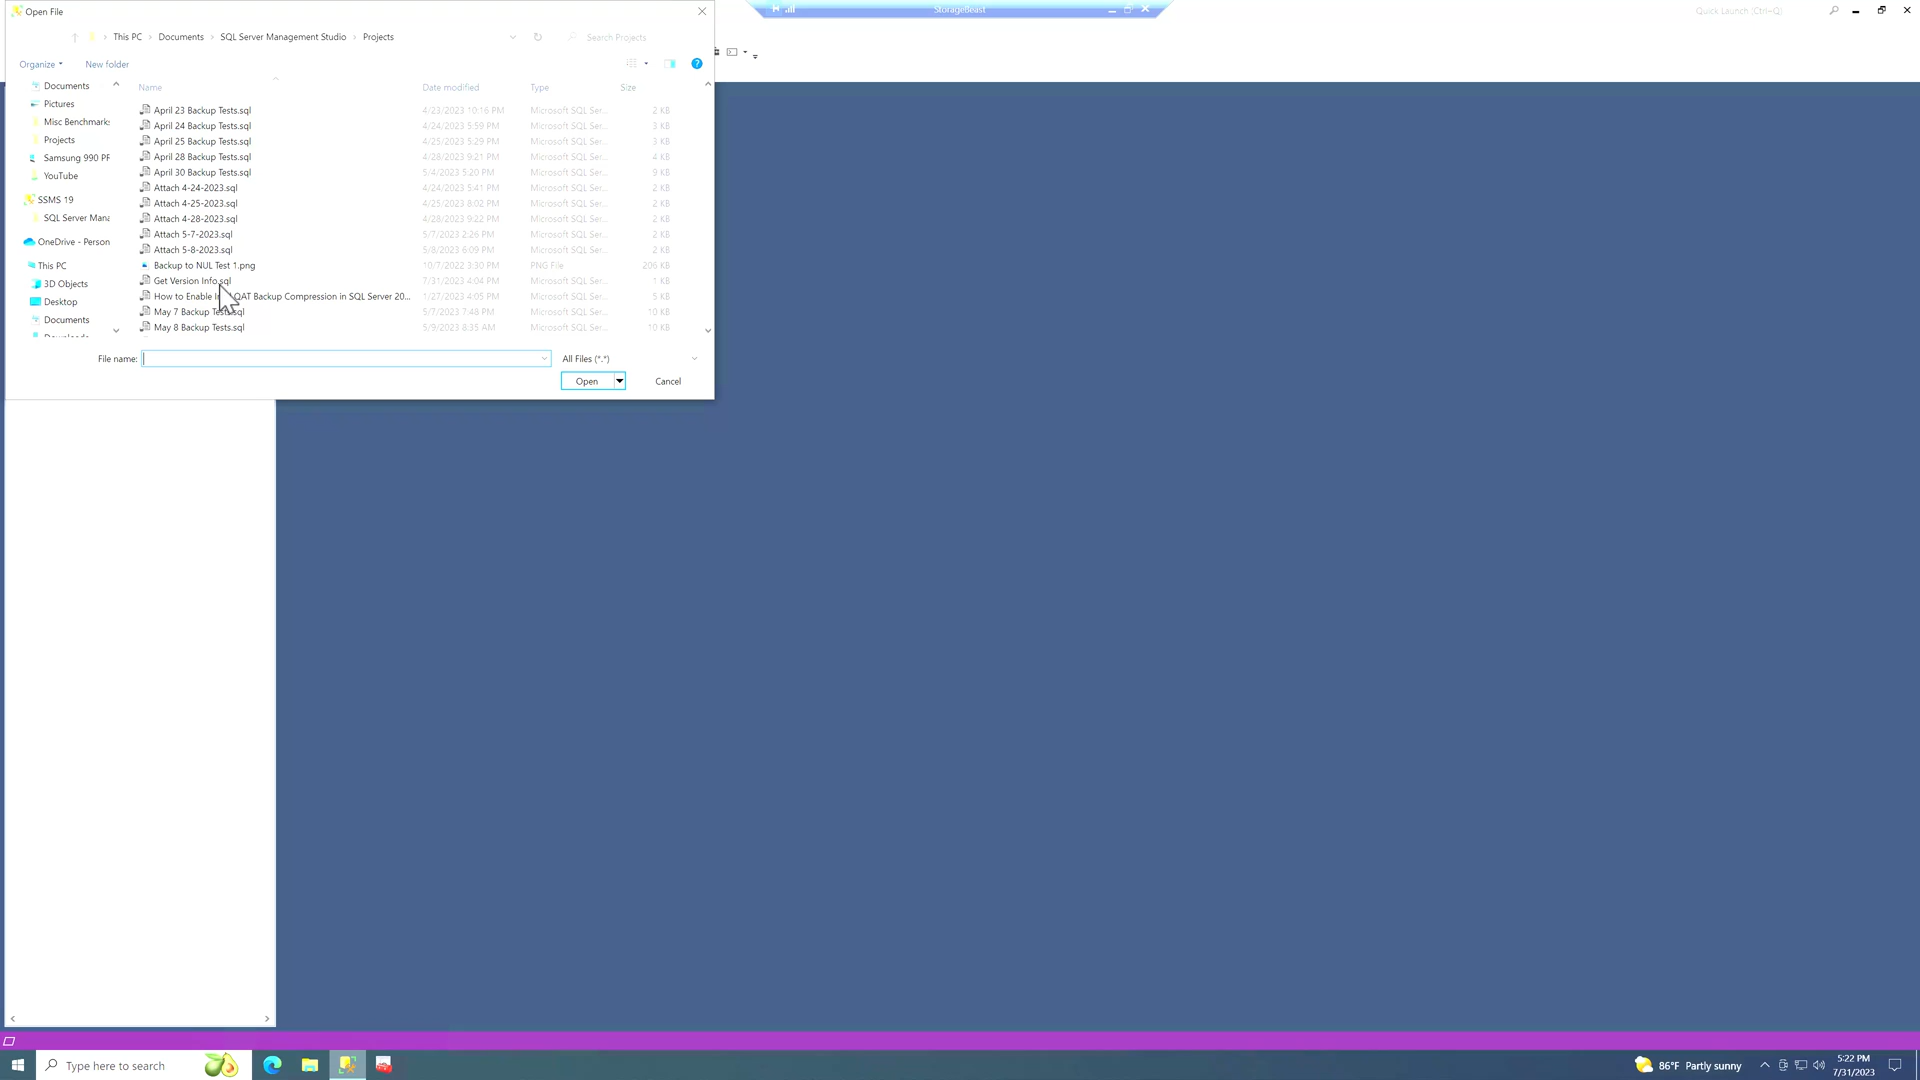 Open File
StorageBeast
Quick Launch (Ctrl+Q)
This PC > Documents > SQL Server Management Studio > Projects
Search Projects
Organize
New folder
Name
Date modified
Type
Size
Documents
Pictures
Misc Benchmark
Projects
Samsung 990 PF
YouTube
SSMS 19
SQL Server Mana
OneDrive - Person
This PC
3D Objects
Desktop
Documents
April 23 Backup Tests.sql 4/23/2023 10:16 PM Microsoft SQL Ser... 2 KB
April 24 Backup Tests.sql 4/24/2023 5:59 PM Microsoft SQL Ser... 3 KB
April 25 Backup Tests.sql 4/25/2023 5:29 PM Microsoft SQL Ser... 3 KB
April 28 Backup Tests.sql 4/28/2023 9:21 PM Microsoft SQL Ser... 4 KB
April 30 Backup Tests.sql 5/4/2023 5:20 PM Microsoft SQL Ser... 9 KB
Attach 4-24-2023.sql 4/24/2023 5:41 PM Microsoft SQL Ser... 2 KB
Attach 4-25-2023.sql 4/25/2023 8:02 PM Microsoft SQL Ser... 2 KB
Attach 4-28-2023.sql 4/28/2023 9:22 PM Microsoft SQL Ser... 2 KB
Attach 5-7-2023.sql 5/7/2023 2:26 PM Microsoft SQL Ser... 2 KB
Attach 5-8-2023.sql 5/8/2023 6:09 PM Microsoft SQL Ser... 2 KB
Backup to NUL Test 1.png 10/7/2022 3:30 PM PNG File 206 KB
Get Version Info.sql 7/31/2023 4:04 PM Microsoft SQL Ser... 1 KB
How to Enable QAT Backup Compression in SQL Server 20... 1/27/2023 4:05 PM Microsoft SQL Ser... 5 KB
May 7 Backup Tests.sql 5/7/2023 7:48 PM Microsoft SQL Ser... 10 KB
May 8 Backup Tests.sql 5/9/2023 8:35 AM Microsoft SQL Ser... 10 KB
File name:
All Files (*.*)
Open
Cancel
Type here to search
86°F Partly sunny
5:22 PM
7/31/2023